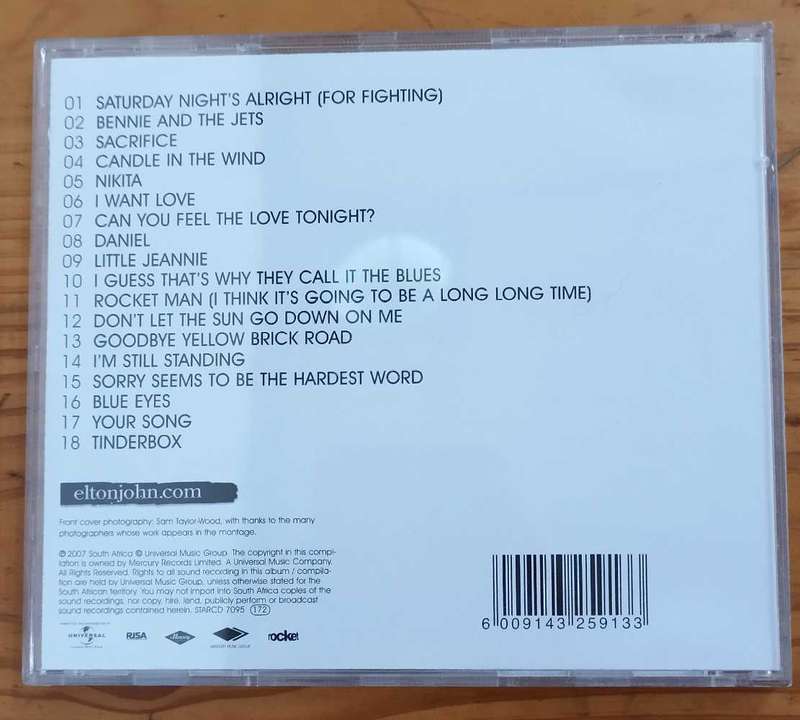 01 SATURDAY NIGHT'S ALRIGHT (FOR FIGHTING)
02 BENNIE AND THE JETS
03 SACRIFICE
04 CANDLE IN THE WIND
05 NIKITA
06 I WANT LOVE
07 CAN YOU FEEL THE LOVE TONIGHT?
08 DANIEL
09 LITTLE JEANNIE
10 I GUESS THAT'S WHY THEY CALL IT THE BLUES
11 ROCKET MAN (I THINK IT'S GOING TO BE A LONG LONG TIME)
12 DON'T LET THE SUN GO DOWN ON ME
13 GOODBYE YELLOW BRICK ROAD
14 I'M STILL STANDING
15 SORRY SEEMS TO BE THE HARDEST WORD
16 BLUE EYES
17 YOUR SONG
18 TINDERBOX
eltonjohn.com
Front cover photography: Sam Taylor-Wood, with thanks to the many
photographers whose work appears in the montage.
℗ 2007 South Africa © Universal Music Group. The copyright in this compi-
lation is owned by Mercury Records Limited. A Universal Music Company.
All Rights Reserved. Rights to all sound recording in this album / compila-
tion are held by Universal Music Group, unless otherwise stated for the
South African territory. You may not import into South Africa copies of the
sound recordings, nor copy, hire, lend, publicly perform or broadcast
sound recordings contained herein. STARCD 7095 (172)
UNIVERSAL RISA Mercury MERCURY MUSIC GROUP rocket
6 009143 259133